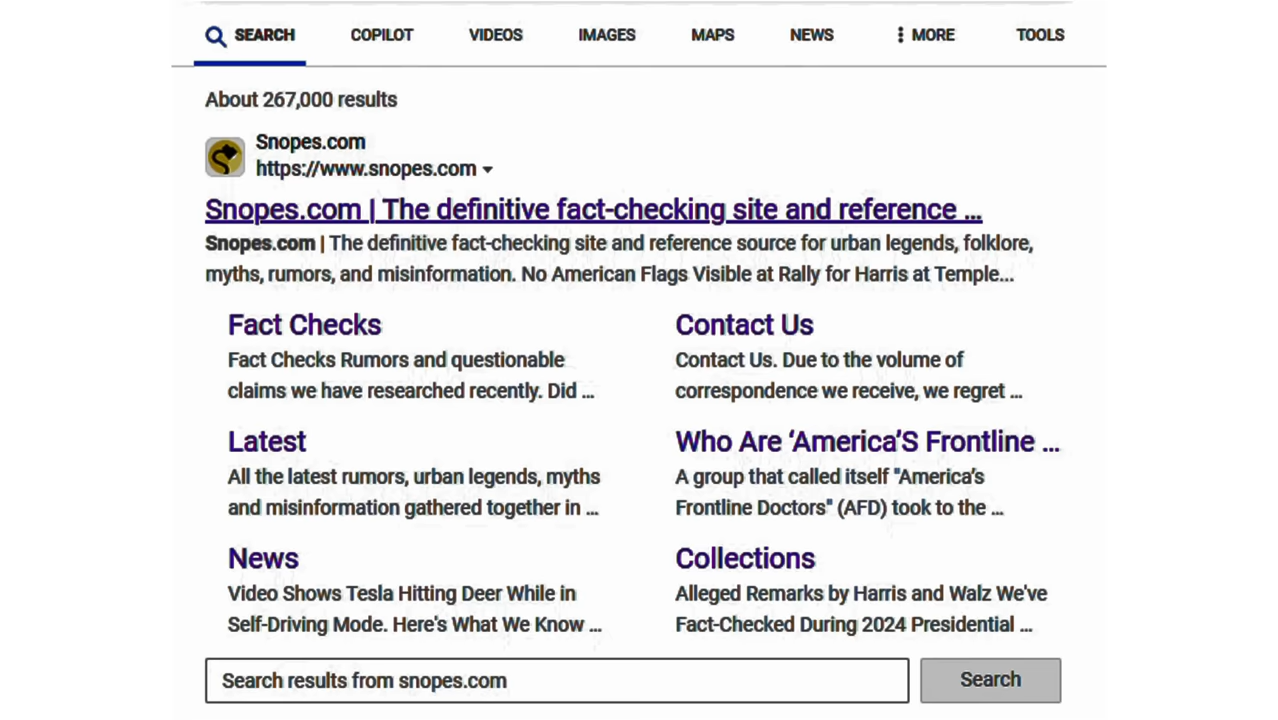 SEARCH COPILOT VIDEOS IMAGES MAPS NEWS MORE TOOLS
About 267,000 results
Snopes.com
https://www.snopes.com
Snopes.com | The definitive fact-checking site and reference ...
Snopes.com | The definitive fact-checking site and reference source for urban legends, folklore,
myths, rumors, and misinformation. No American Flags Visible at Rally for Harris at Temple...
Fact Checks
Fact Checks Rumors and questionable
claims we have researched recently. Did ...
Contact Us
Contact Us. Due to the volume of
correspondence we receive, we regret ...
Latest
All the latest rumors, urban legends, myths
and misinformation gathered together in ...
Who Are ‘America’S Frontline ...
A group that called itself "America’s
Frontline Doctors" (AFD) took to the ...
News
Video Shows Tesla Hitting Deer While in
Self-Driving Mode. Here's What We Know ...
Collections
Alleged Remarks by Harris and Walz We've
Fact-Checked During 2024 Presidential ...
Search results from snopes.com
Search